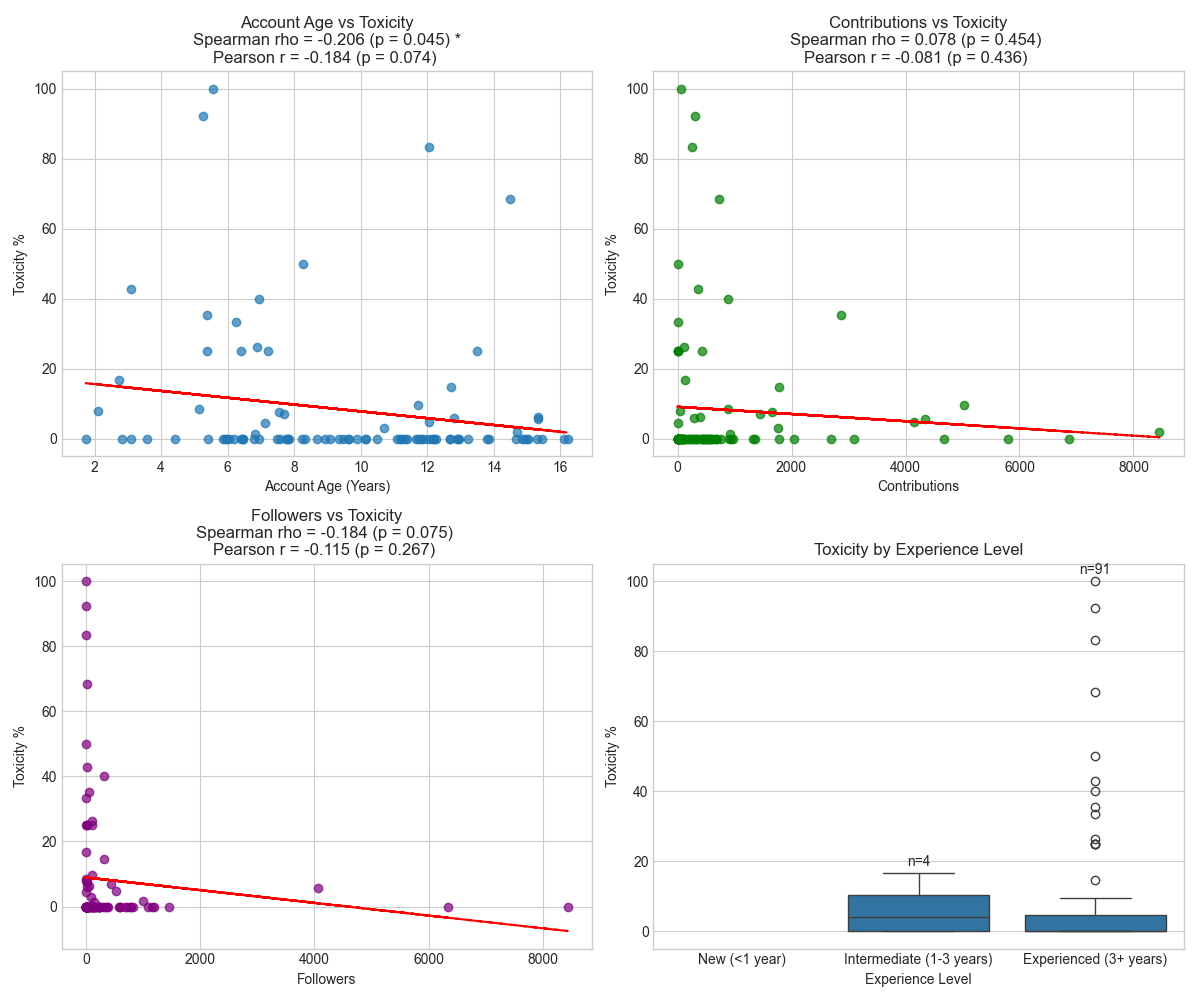 Account Age vs Toxicity
Spearman rho = -0.206 (p = 0.045) *
Pearson r = -0.184 (p = 0.074)
100
80
60
40
20
0
Toxicity %
2 4 6 8 10 12 14 16
Account Age (Years)
Contributions vs Toxicity
Spearman rho = 0.078 (p = 0.454)
Pearson r = -0.081 (p = 0.436)
100
80
60
40
20
0
Toxicity %
0 2000 4000 6000 8000
Contributions
Followers vs Toxicity
Spearman rho = -0.184 (p = 0.075)
Pearson r = -0.115 (p = 0.267)
100
80
60
40
20
0
Toxicity %
0 2000 4000 6000 8000
Followers
Toxicity by Experience Level
n=91
n=4
100
80
60
40
20
0
Toxicity %
New (<1 year) Intermediate (1-3 years) Experienced (3+ years)
Experience Level